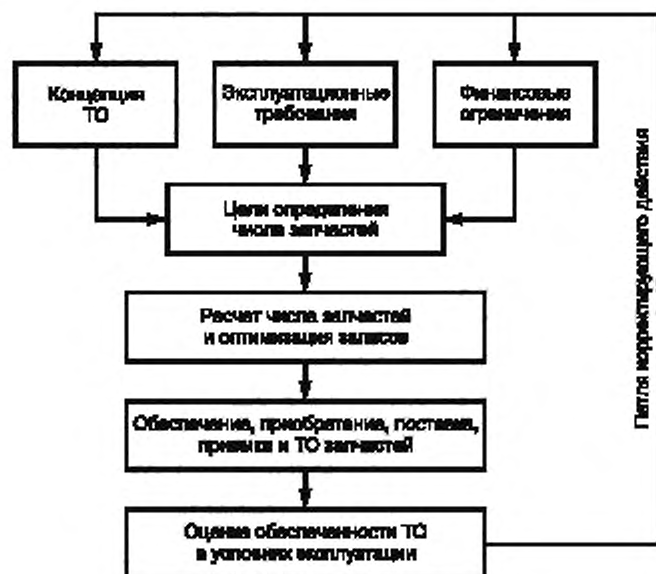 Концепция
ТО
Эксплуатационные
требования
Финансовые
ограничения
Цели определения
числа запчастей
Расчет числа запчастей
и оптимизация запасов
Обеспечение, приобретение, поставка,
приемка и ТО запчастей
Оценка обеспеченности ТО
в условиях эксплуатации
Петля корректирующего действия